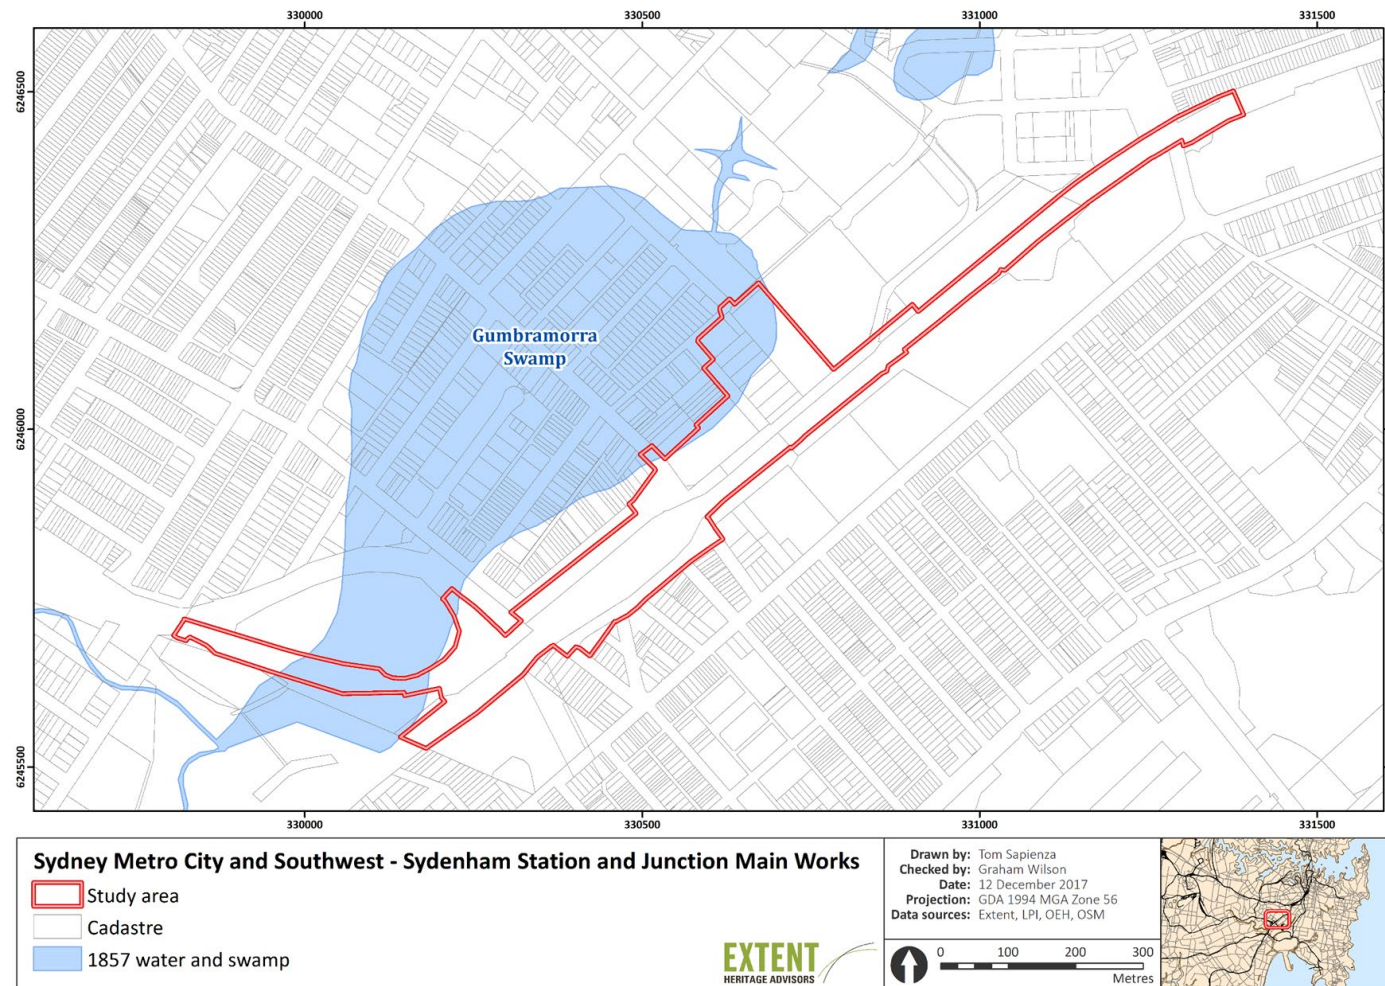 330000
330500
331000
331500
6246500
6246000
6245500
Gumbramorra
Swamp
330000
330500
331000
331500
Sydney Metro City and Southwest - Sydenham Station and Junction Main Works
Study area
Cadastre
1857 water and swamp
EXTENT
HERITAGE ADVISORS
Drawn by: Tom Sapienza
Checked by: Graham Wilson
Date: 12 December 2017
Projection: GDA 1994 MGA Zone 56
Data sources: Extent, LPI, OEH, OSM
0 100 200 300
Metres